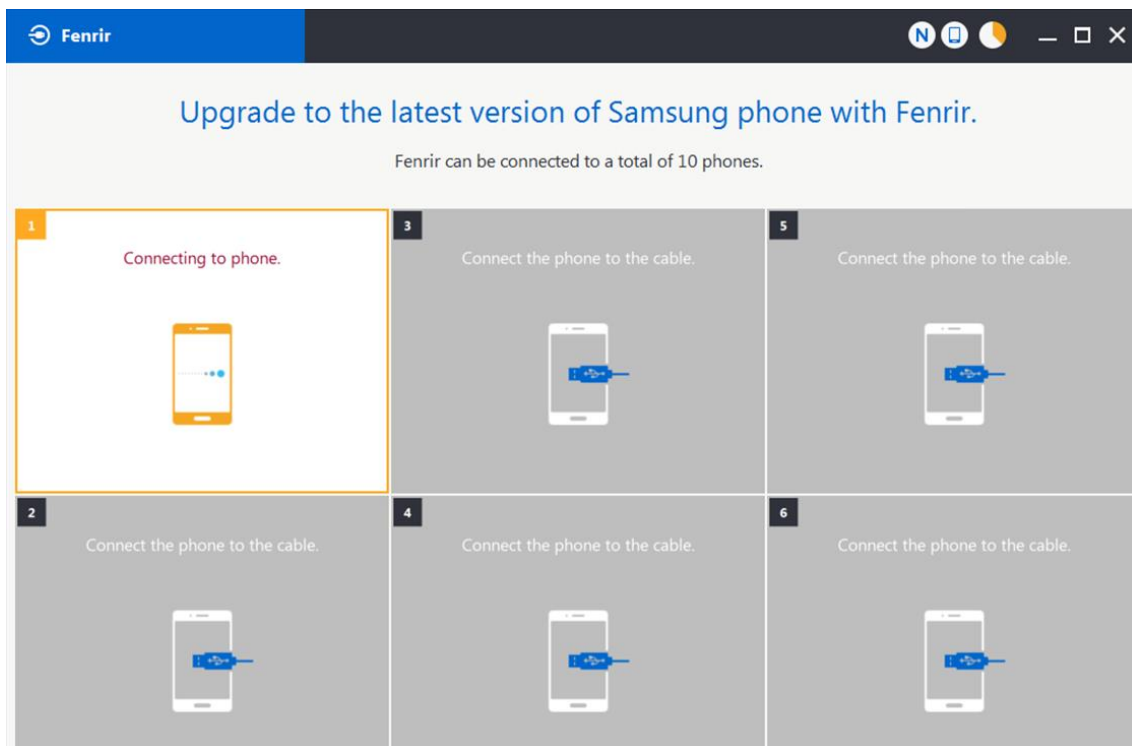 Fenrir
N
Upgrade to the latest version of Samsung phone with Fenrir.
Fenrir can be connected to a total of 10 phones.
1
Connecting to phone.
3
Connect the phone to the cable.
5
Connect the phone to the cable.
2
Connect the phone to the cable.
4
Connect the phone to the cable.
6
Connect the phone to the cable.